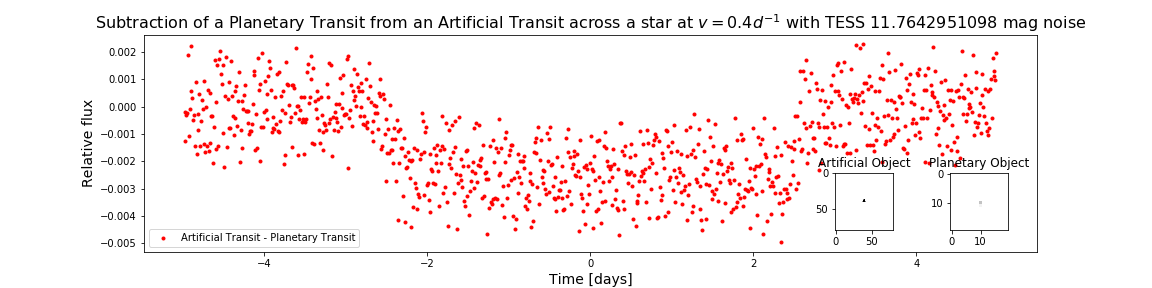 Subtraction of a Planetary Transit from an Artificial Transit across a star at v = 0.4d⁻¹ with TESS 11.7642951098 mag noise
Relative flux
0.002
0.001
0.000
−0.001
−0.002
−0.003
−0.004
−0.005
Artificial Transit - Planetary Transit
Artificial Object
0
50
0 50
Planetary Object
0
10
0 10
−4 −2 0 2 4
Time [days]